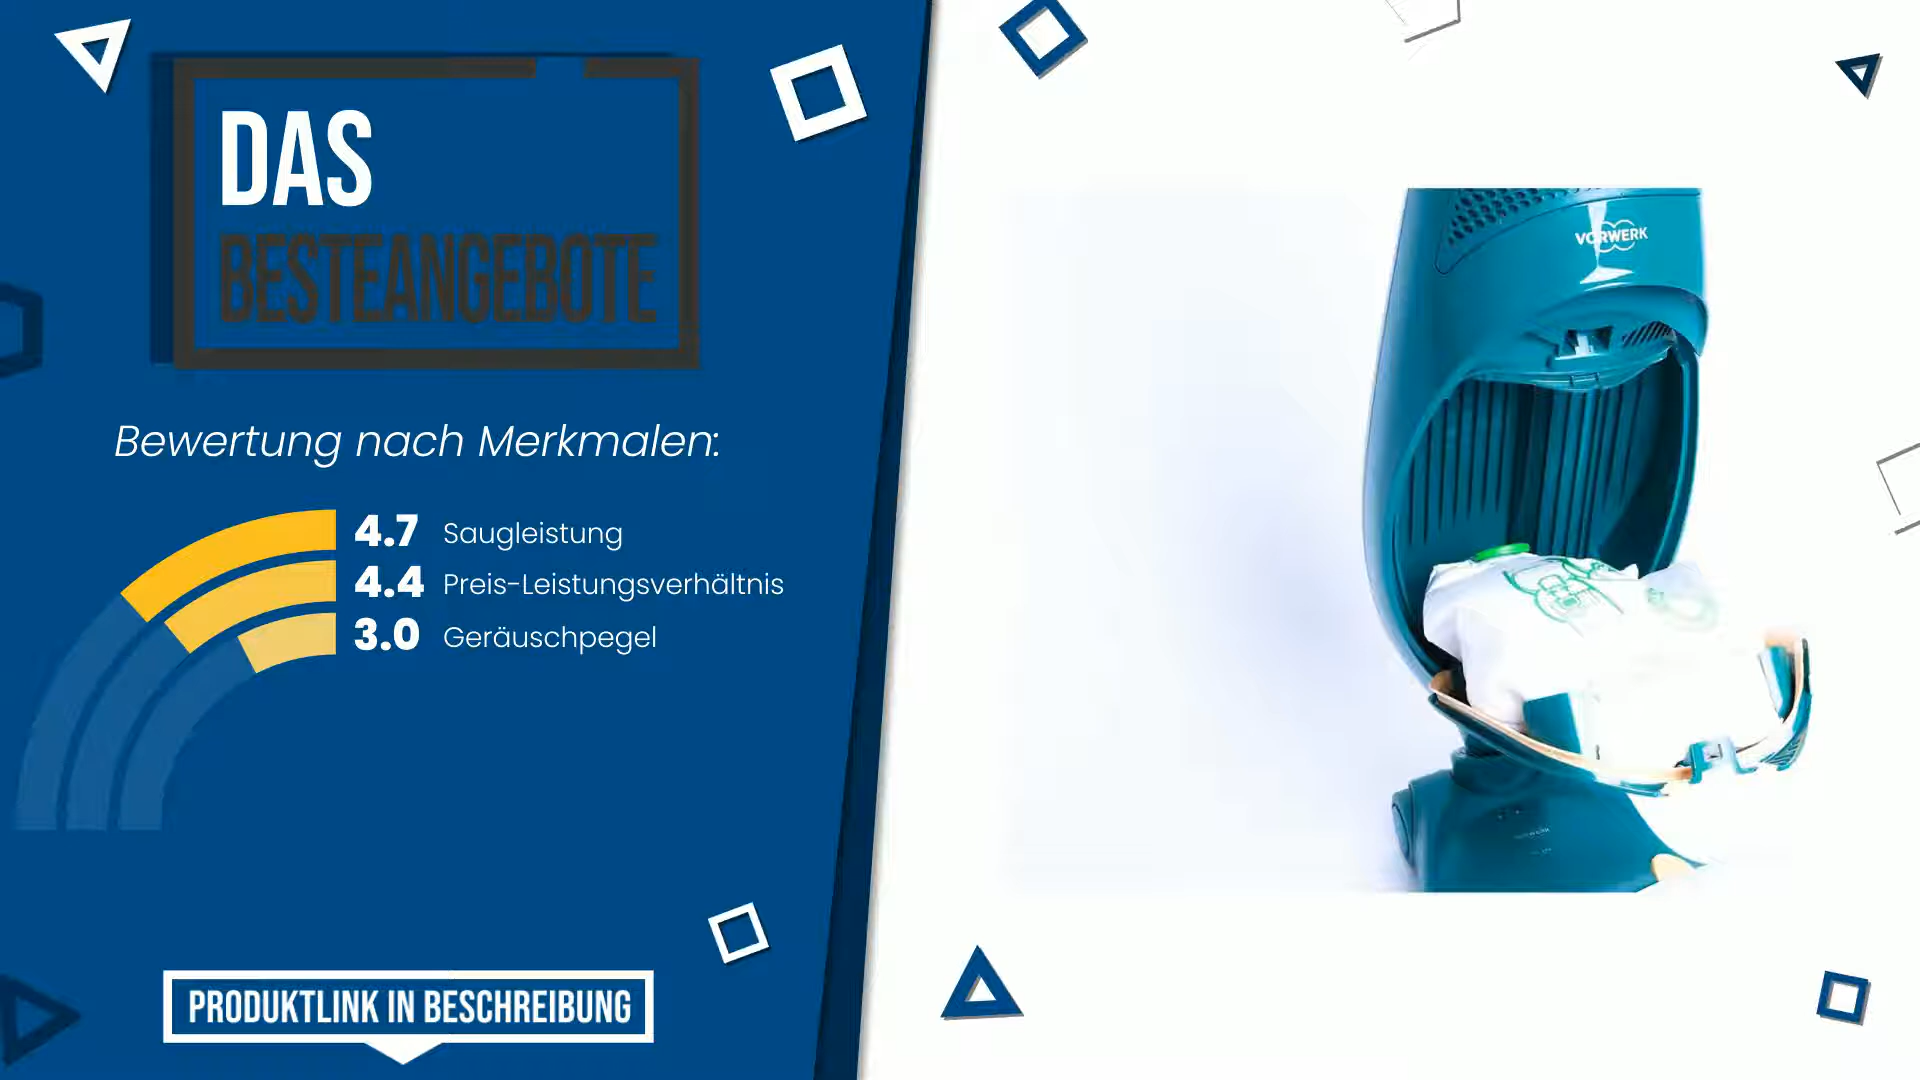 DAS
BESTEANGEBOTE
Bewertung nach Merkmalen:
4.7 Saugleistung
4.4 Preis-Leistungsverhältnis
3.0 Geräuschpegel
PRODUKTLINK IN BESCHREIBUNG
VORWERK